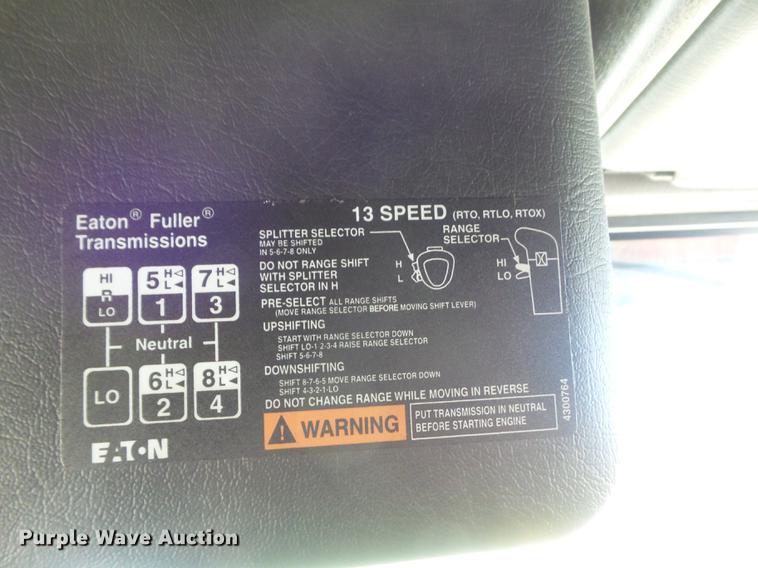 Eaton® Fuller®
Transmissions
13 SPEED (RTO, RTLO, RTOX)
SPLITTER SELECTOR
MAY BE SHIFTED
IN 5-6-7-8 ONLY
RANGE
SELECTOR
H
L
HI
LO
DO NOT RANGE SHIFT
WITH SPLITTER
SELECTOR IN H
PRE-SELECT ALL RANGE SHIFTS
(MOVE RANGE SELECTOR BEFORE MOVING SHIFT LEVER)
UPSHIFTING
START WITH RANGE SELECTOR DOWN
SHIFT LO-1 2-3-4 RAISE RANGE SELECTOR
SHIFT 5-6-7-8
DOWNSHIFTING
SHIFT 8-7-6-5 MOVE RANGE SELECTOR DOWN
SHIFT 4-3-2-1-LO
DO NOT CHANGE RANGE WHILE MOVING IN REVERSE
WARNING
PUT TRANSMISSION IN NEUTRAL
BEFORE STARTING ENGINE
4300764
HI
R
LO
5 H L
1
7 H L
3
Neutral
LO
6 H L
2
8 H L
4
EATON
Purple Wave Auction